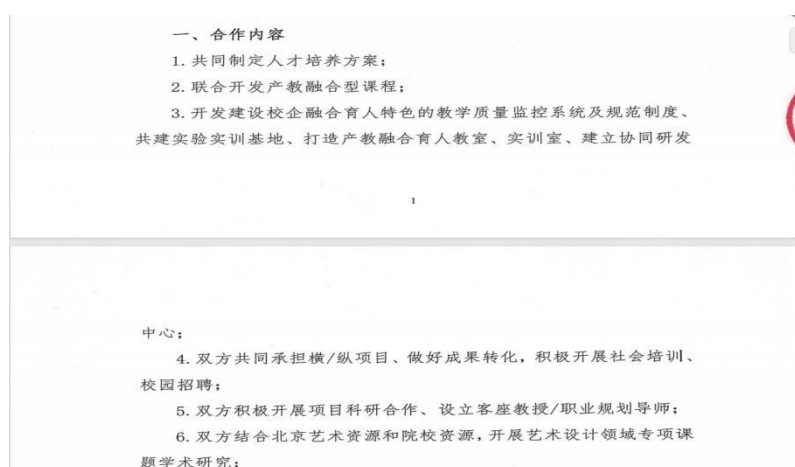 一、合作内容
1. 共同制定人才培养方案；
2. 联合开发产教融合型课程；
3. 开发建设校企融合育人特色的教学质量监控系统及规范制度、
共建实验实训基地、打造产教融合育人教室、实训室、建立协同研发
1
中心；
4. 双方共同承担横/纵项目、做好成果转化，积极开展社会培训、
校园招聘；
5. 双方积极开展项目科研合作、设立客座教授/职业规划导师；
6. 双方结合北京艺术资源和院校资源，开展艺术设计领域专项课
题学术研究；